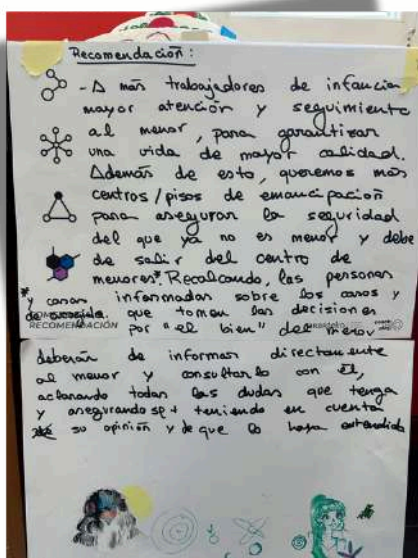 Recomendación:
- Δ más trabajadores de infancia
mayor atención y seguimiento
al menor, para garantizar
una vida de mayor calidad.
Además de esto, queremos más
centros/pisos de emancipación
para asegurar la seguridad
del que ya no es menor y debe
de salir del centro de
menores*. Recalcando, las personas
*y casas informadas sobre los casos y
de acogida. que tomen las decisiones
RECOMENDACIÓN por "el bien" del menor
deberán de informar directamente
al menor y consultarlo con él,
aclarando todas las dudas que tenga
y asegurando sp+ teniendo en cuenta
su opinión y de que lo haya entendido